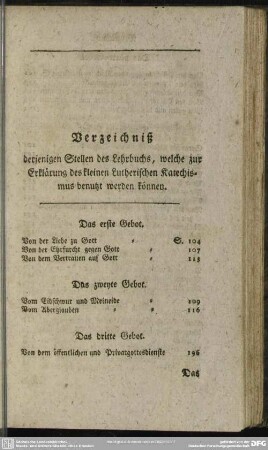 Verzeichniß
derjenigen Stellen des Lehrbuchs, welche zur
Erklärung des kleinen Lutherischen Katechis-
mus benutzt werden können.
Das erste Gebot.
Von der Liebe zu Gott = S. 104
Von der Ehrfurcht gegen Gott = 107
Von dem Vertrauen auf Gott = 113
Das zweyte Gebot.
Vom Eidschwur und Meineide = 109
Vom Aberglauben = = 116
Das dritte Gebot.
Von dem öffentlichen und Privatgottesdienste 196
Das